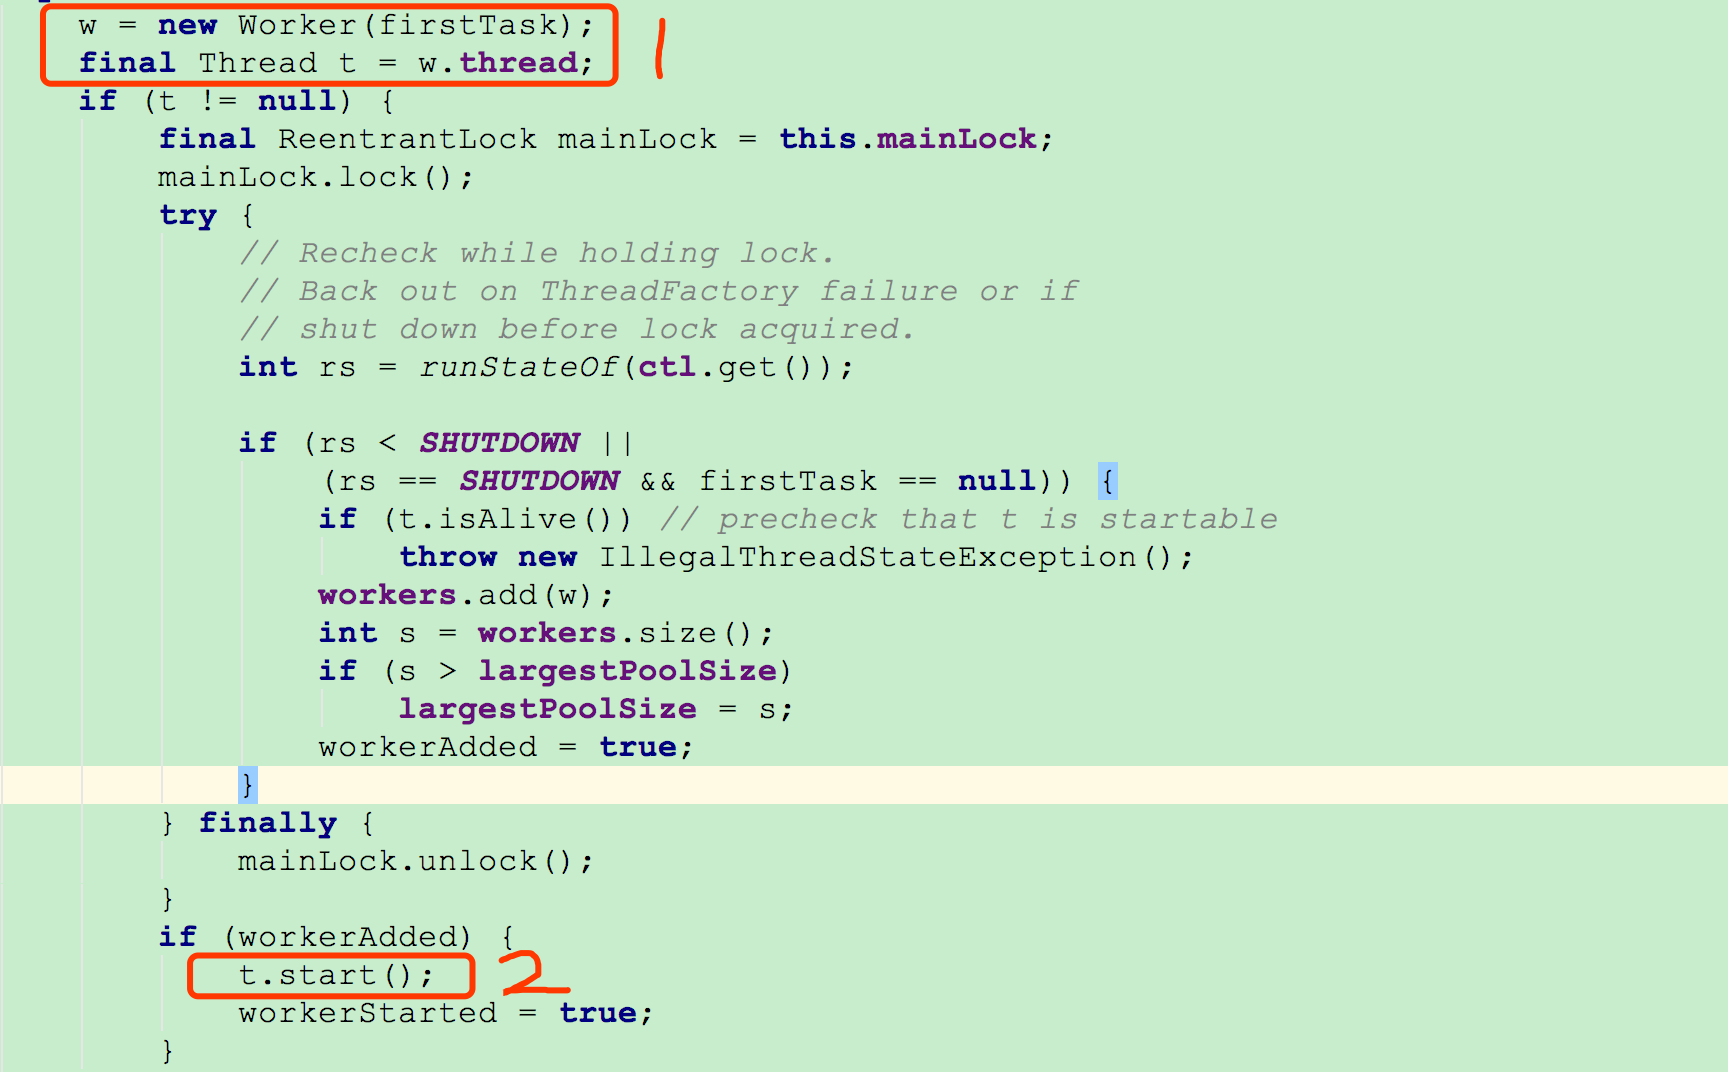 w = new Worker(firstTask);
final Thread t = w.thread;
1
if (t != null) {
final ReentrantLock mainLock = this.mainLock;
mainLock.lock();
try {
// Recheck while holding lock.
// Back out on ThreadFactory failure or if
// shut down before lock acquired.
int rs = runStateOf(ctl.get());
if (rs < SHUTDOWN ||
(rs == SHUTDOWN && firstTask == null)) {
if (t.isAlive()) // precheck that t is startable
throw new IllegalThreadStateException();
workers.add(w);
int s = workers.size();
if (s > largestPoolSize)
largestPoolSize = s;
workerAdded = true;
}
} finally {
mainLock.unlock();
}
if (workerAdded) {
t.start();
2
workerStarted = true;
}